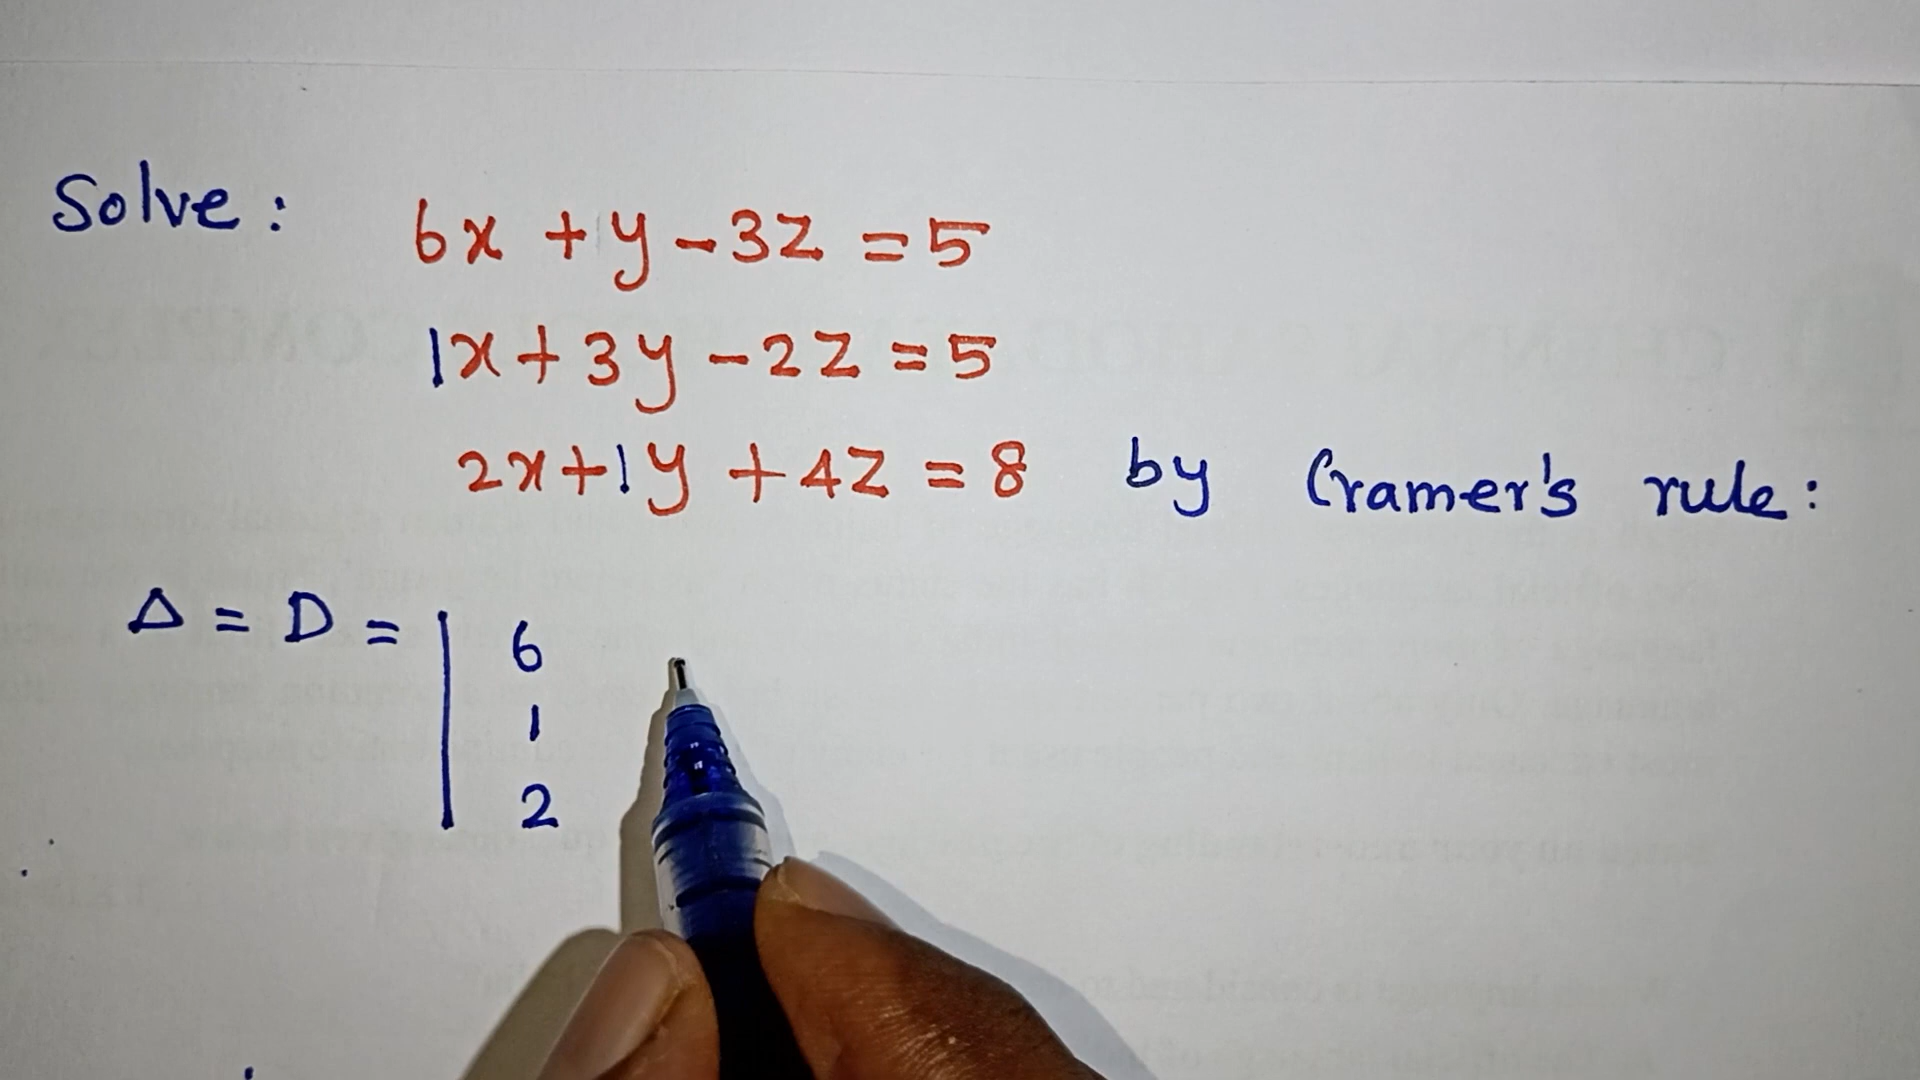 Solve: 6x + y - 3z = 5
1x + 3y - 2z = 5
2x + 1y + 4z = 8 by Cramer's rule:
Δ = D = | 6
1
2